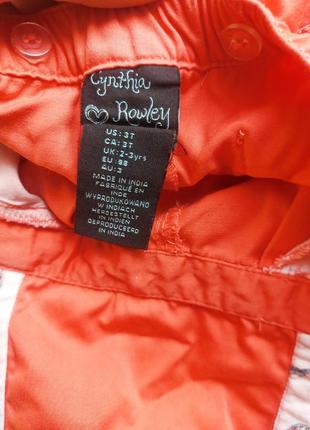 Cynthia
Rowley
US: 3T
CA: 3T
UK: 2-3yrs
EU: 98
AU: 3
MADE IN INDIA
FABRIQUÉ EN
INDE
WYPRODUKOWANO
W INDIACH
HERGESTELLT
IN INDIEN
GEPRODUCEERD
IN INDIA